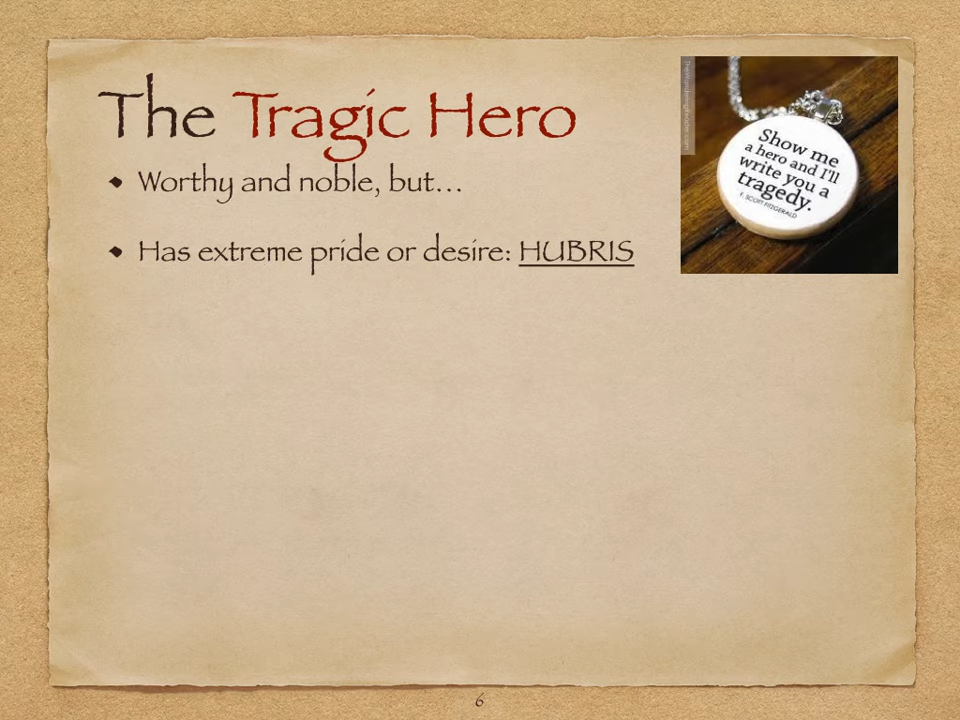 The Tragic Hero
• Worthy and noble, but…
• Has extreme pride or desire: HUBRIS
Show me
a hero and I'll
write you a
tragedy.
F. SCOTT FITZGERALD
6